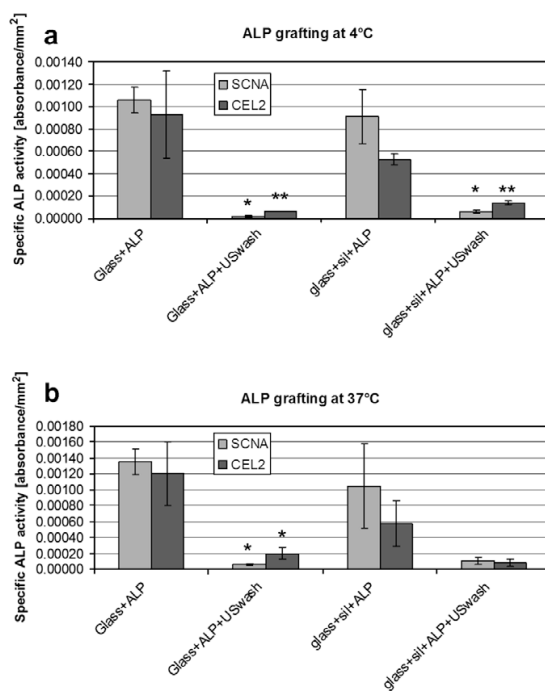 a
ALP grafting at 4°C
Specific ALP activity [absorbance/mm²]
0.00140
0.00120
0.00100
0.00080
0.00060
0.00040
0.00020
0.00000
SCNA
CEL2
* ** * **
Glass+ALP
Glass+ALP+USwash
glass+sil+ALP
glass+sil+ALP+USwash
b
ALP grafting at 37°C
Specific ALP activity [absorbance/mm²]
0.00180
0.00160
0.00140
0.00120
0.00100
0.00080
0.00060
0.00040
0.00020
0.00000
SCNA
CEL2
* *
Glass+ALP
Glass+ALP+USwash
glass+sil+ALP
glass+sil+ALP+USwash